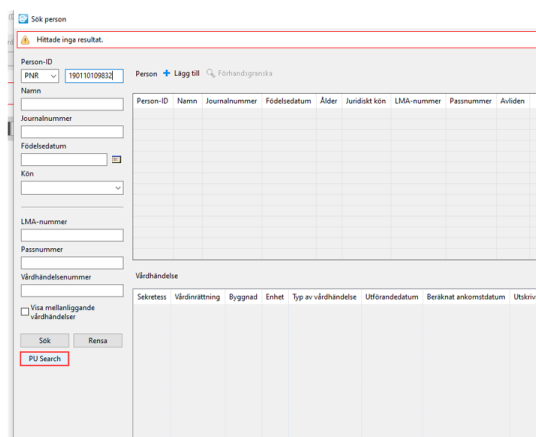 Sök person
Hittade inga resultat.
Person-ID
PNR 190110109832
Person Lägg till Förhandsgranska
Namn
Person-ID Namn Journalnummer Födelsedatum Ålder Juridiskt kön LMA-nummer Passnummer Avliden
Journalnummer
Födelsedatum
Kön
LMA-nummer
Passnummer
Vårdhändelsenummer
Vårdhändelse
Sekretess Vårdinrättning Byggnad Enhet Typ av vårdhändelse Utförandedatum Beräknat ankomstdatum Utskriv
Visa mellanliggande
vårdhändelser
Sök Rensa
PU Search